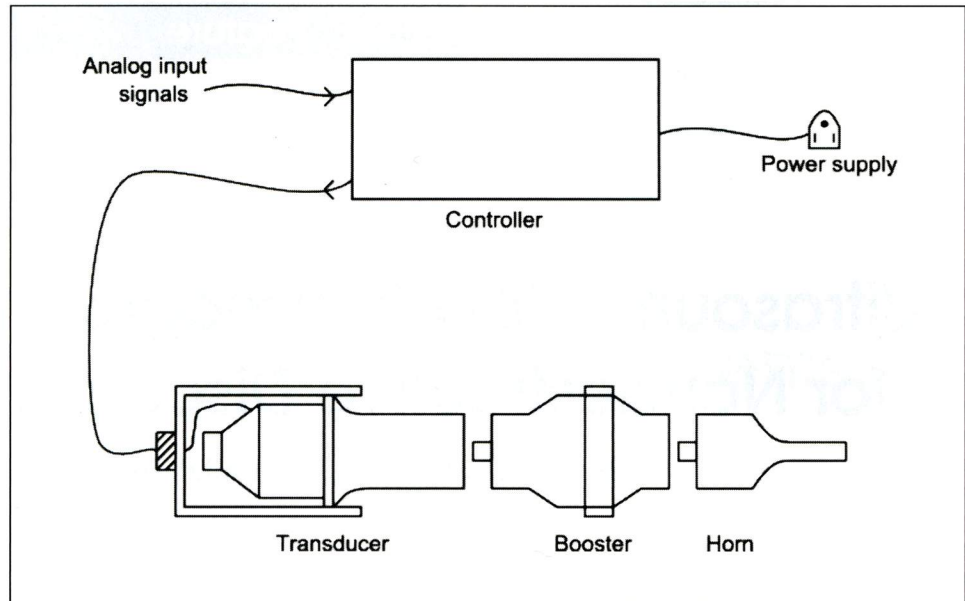 Analog input
signals
Power supply
Controller
Transducer
Booster
Horn